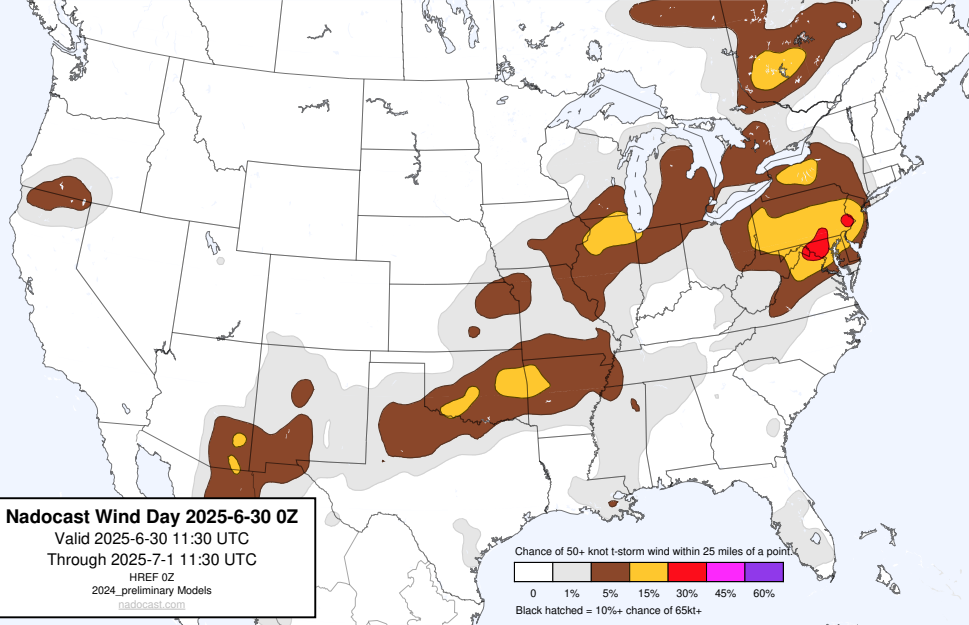 Nadocast Wind Day 2025-6-30 0Z
Valid 2025-6-30 11:30 UTC
Through 2025-7-1 11:30 UTC
HREF 0Z
2024_preliminary Models
nadocast.com
Chance of 50+ knot t-storm wind within 25 miles of a point.
0 1% 5% 15% 30% 45% 60%
Black hatched = 10%+ chance of 65kt+